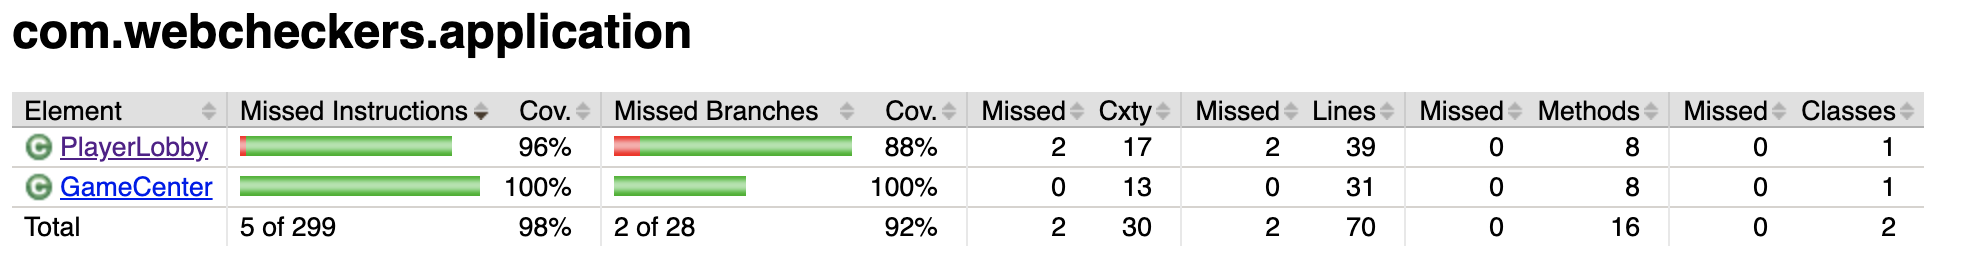 com.webcheckers.application
Element Missed Instructions Cov. Missed Branches Cov. Missed Cxty Missed Lines Missed Methods Missed Classes
C PlayerLobby 96% 88% 2 17 2 39 0 8 0 1
C GameCenter 100% 100% 0 13 0 31 0 8 0 1
Total 5 of 299 98% 2 of 28 92% 2 30 2 70 0 16 0 2